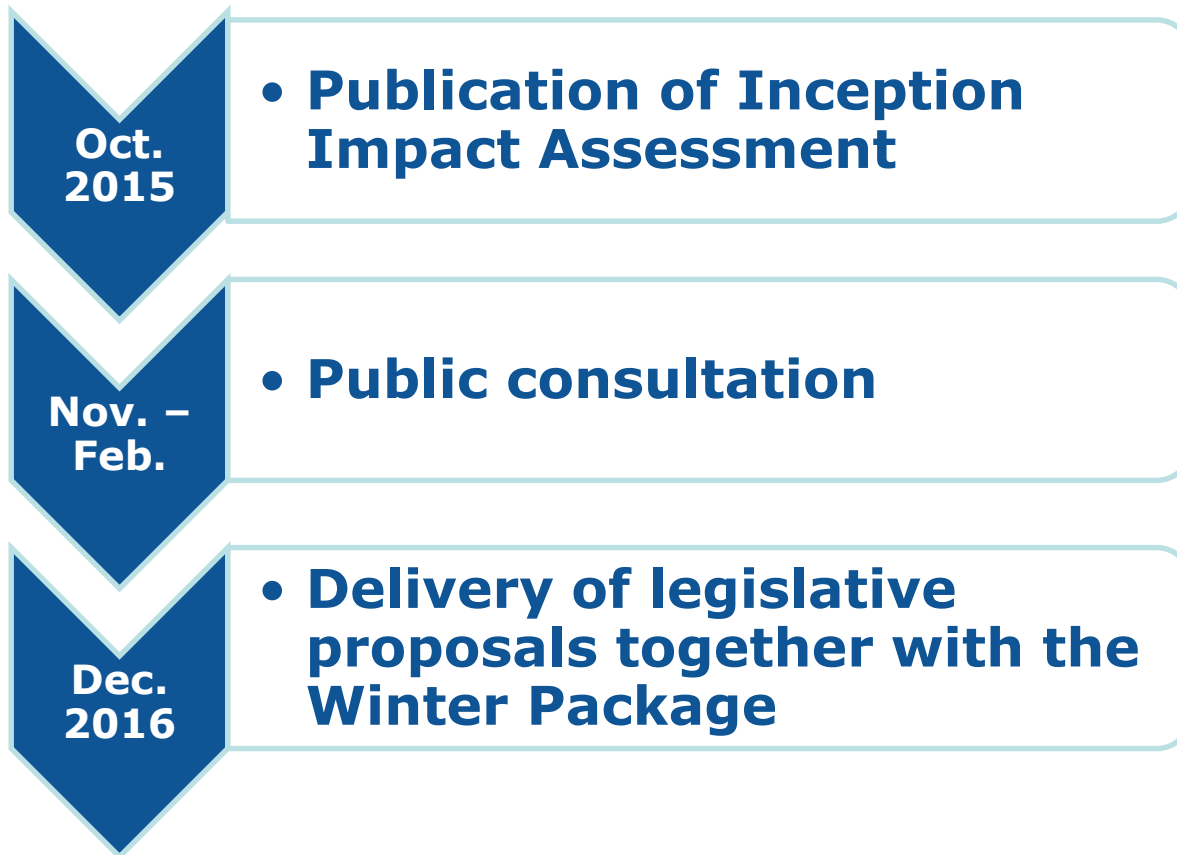 Oct.
2015
• Publication of Inception
Impact Assessment
Nov. –
Feb.
• Public consultation
Dec.
2016
• Delivery of legislative
proposals together with the
Winter Package